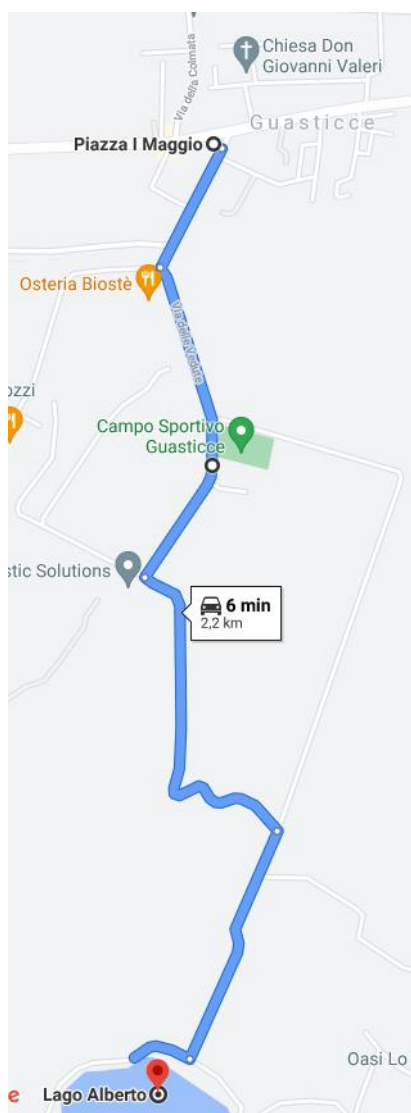 Via della Colmata
Chiesa Don
Giovanni Valeri
Guasticce
Piazza I Maggio
Osteria Biostè
Via delle Vedute
ozzi
Campo Sportivo
Guasticce
stic Solutions
6 min
2,2 km
Oasi Lo
e
Lago Alberto